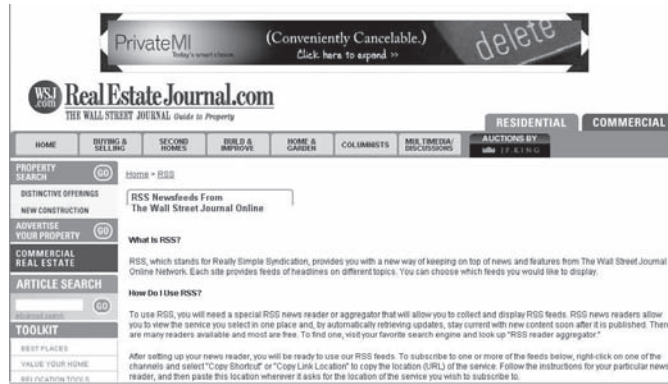 PrivateMI
Today's smart choice.
(Conveniently Cancelable.)
Click here to expand >>
delete
WSJ
.com
RealEstateJournal.com
THE WALL STREET JOURNAL Guide to Property
RESIDENTIAL
COMMERCIAL
HOME
BUYING &
SELLING
SECOND
HOMES
BUILD &
IMPROVE
HOME &
GARDEN
COLUMNISTS
MULTIMEDIA/
DISCUSSIONS
AUCTIONS BY
J.P. KING
PROPERTY
SEARCH
GO
DISTINCTIVE OFFERINGS
NEW CONSTRUCTION
ADVERTISE
YOUR PROPERTY
GO
COMMERCIAL
REAL ESTATE
ARTICLE SEARCH
GO
Advanced search
TOOLKIT
BEST PLACES
VALUE YOUR HOME
RELOCATION TOOLS
Home > RSS
RSS Newsfeeds From
The Wall Street Journal Online
What Is RSS?
RSS, which stands for Really Simple Syndication, provides you with a new way of keeping on top of news and features from The Wall Street Journal
Online Network. Each site provides feeds of headlines on different topics. You can choose which feeds you would like to display.
How Do I Use RSS?
To use RSS, you will need a special RSS news reader or aggregator that will allow you to collect and display RSS feeds. RSS news readers allow
you to view the service you select in one place and, by automatically retrieving updates, stay current with new content soon after it is published. There
are many readers available and most are free. To find one, visit your favorite search engine and look up "RSS reader aggregator."
After setting up your news reader, you will be ready to use our RSS feeds. To subscribe to one or more of the feeds below, right-click on one of the
channels and select "Copy Shortcut" or "Copy Link Location" to copy the location (URL) of the service. Follow the instructions for your particular news
reader, and then paste this location wherever it asks for the location of the service you wish to subscribe to.